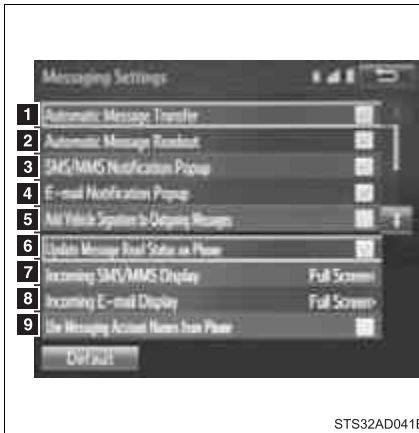 Messaging Settings
1 Automatic Message Transfer
2 Automatic Message Readout
3 SMS/MMS Notification Popup
4 E-mail Notification Popup
5 Add Vehicle Signature to Outgoing Messages
6 Update Message Read Status on Phone
7 Incoming SMS/MMS Display Full Screen
8 Incoming E-mail Display Full Screen
9 Use Messaging Account Names from Phone
Default
STS32AD041